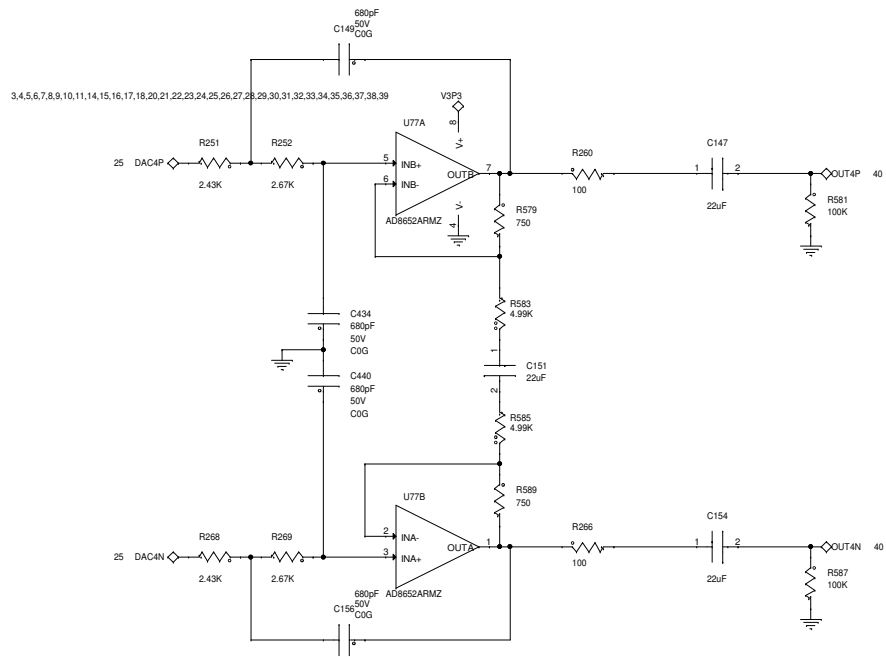 680pF
50V
C149 C0G
3,4,5,6,7,8,9,10,11,14,15,16,17,18,20,21,22,23,24,25,26,27,28,29,30,31,32,33,34,35,36,37,38,39
V3P3
U77A
8
V+
R251
R252
25 DAC4P
2.43K
2.67K
5 INB+
6 INB-
OUTB 7
V-
4
AD8652ARMZ
R260
100
C147
1 2
22uF
OUT4P 40
R581
100K
R579
750
R583
4.99K
C434
680pF
50V
C0G
C440
680pF
50V
C0G
1
C151
22uF
2
R585
4.99K
R589
750
U77B
2 INA-
3 INA+
OUTA 1
AD8652ARMZ
R268
R269
25 DAC4N
2.43K
2.67K
R266
100
C154
1 2
22uF
OUT4N 40
R587
100K
680pF
50V
C156 C0G